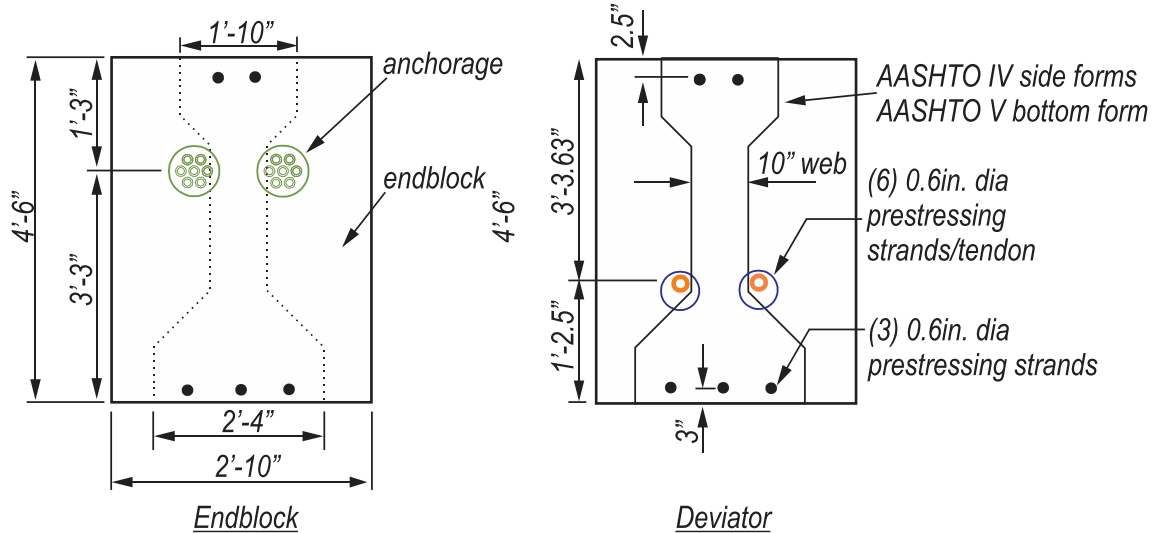 1’-10”
anchorage
1’-3”
endblock
4’-6”
3’-3”
2’-4”
2’-10”
Endblock
2.5”
AASHTO IV side forms
AASHTO V bottom form
3’-3.63”
10” web
(6) 0.6in. dia
prestressing
strands/tendon
4’-6”
1’-2.5”
(3) 0.6in. dia
prestressing strands
3”
Deviator